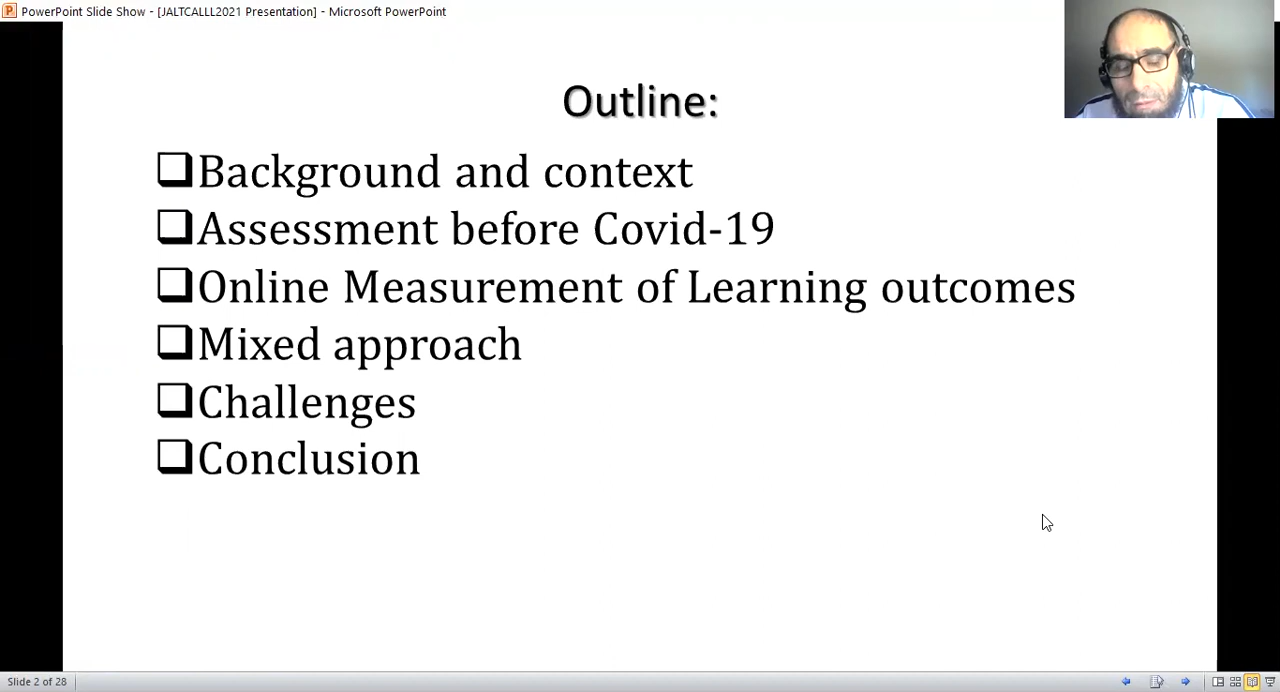 PowerPoint Slide Show - [JALTCALLL2021 Presentation] - Microsoft PowerPoint
Outline:
❑Background and context
❑Assessment before Covid-19
❑Online Measurement of Learning outcomes
❑Mixed approach
❑Challenges
❑Conclusion
Slide 2 of 28